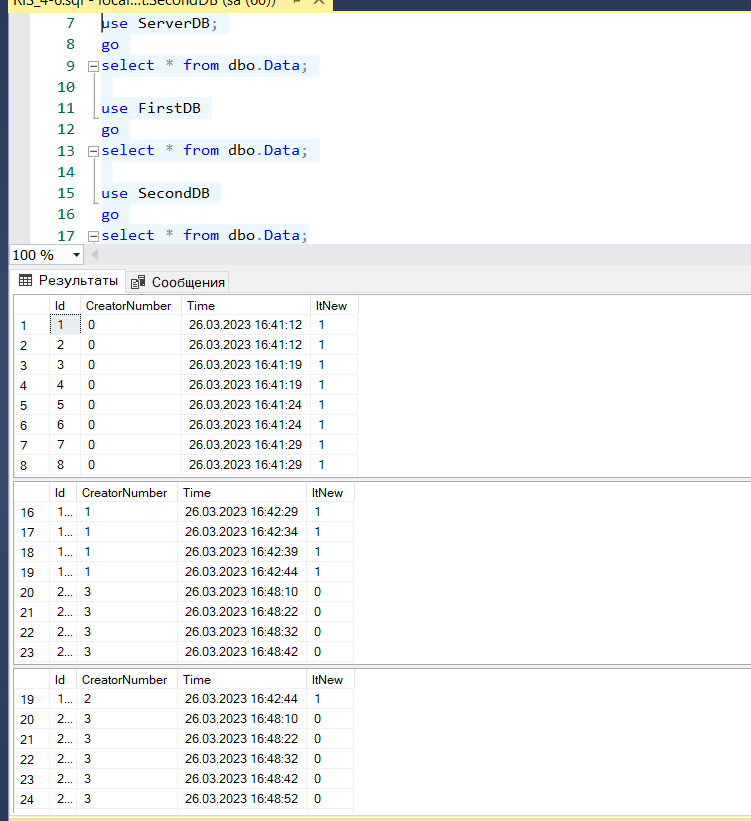 RIS_4-6.sql - local...t.SecondDB (sa (60))
7 use ServerDB;
8 go
9 select * from dbo.Data;
10
11 use FirstDB
12 go
13 select * from dbo.Data;
14
15 use SecondDB
16 go
17 select * from dbo.Data;
100 %
Результаты Сообщения
Id CreatorNumber Time ItNew
1 1 0 26.03.2023 16:41:12 1
2 2 0 26.03.2023 16:41:12 1
3 3 0 26.03.2023 16:41:19 1
4 4 0 26.03.2023 16:41:19 1
5 5 0 26.03.2023 16:41:24 1
6 6 0 26.03.2023 16:41:24 1
7 7 0 26.03.2023 16:41:29 1
8 8 0 26.03.2023 16:41:29 1
Id CreatorNumber Time ItNew
16 1... 1 26.03.2023 16:42:29 1
17 1... 1 26.03.2023 16:42:34 1
18 1... 1 26.03.2023 16:42:39 1
19 1... 1 26.03.2023 16:42:44 1
20 2... 3 26.03.2023 16:48:10 0
21 2... 3 26.03.2023 16:48:22 0
22 2... 3 26.03.2023 16:48:32 0
23 2... 3 26.03.2023 16:48:42 0
Id CreatorNumber Time ItNew
19 1... 2 26.03.2023 16:42:44 1
20 2... 3 26.03.2023 16:48:10 0
21 2... 3 26.03.2023 16:48:22 0
22 2... 3 26.03.2023 16:48:32 0
23 2... 3 26.03.2023 16:48:42 0
24 2... 3 26.03.2023 16:48:52 0